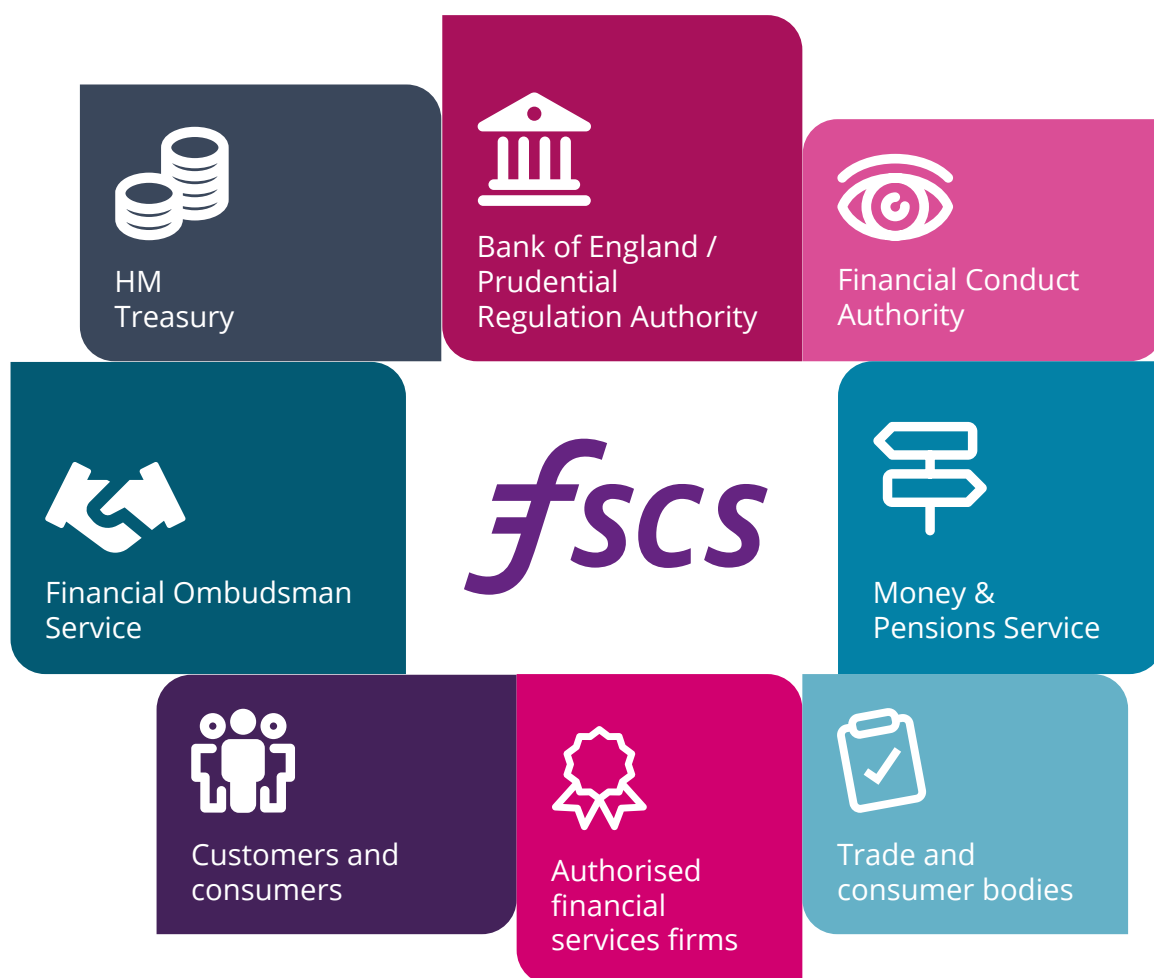 HM
Treasury
Bank of England /
Prudential
Regulation Authority
Financial Conduct
Authority
Financial Ombudsman
Service
fscs
Money &
Pensions Service
Customers and
consumers
Authorised
financial
services firms
Trade and
consumer bodies